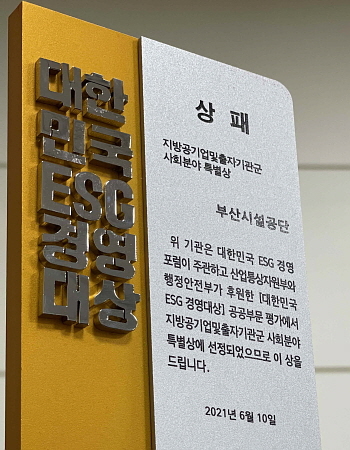 대한
민국
ESG
경영
대상
상 패
지방공기업및출자기관군
사회분야 특별상
부산시설공단
위 기관은 대한민국 ESG 경영
포럼이 주관하고 산업통상자원부와
행정안전부가 후원한 [대한민국
ESG 경영대상] 공공부문 평가에서
지방공기업및출자기관군 사회분야
특별상에 선정되었으므로 이 상을
드립니다.
2021년 6월 10일